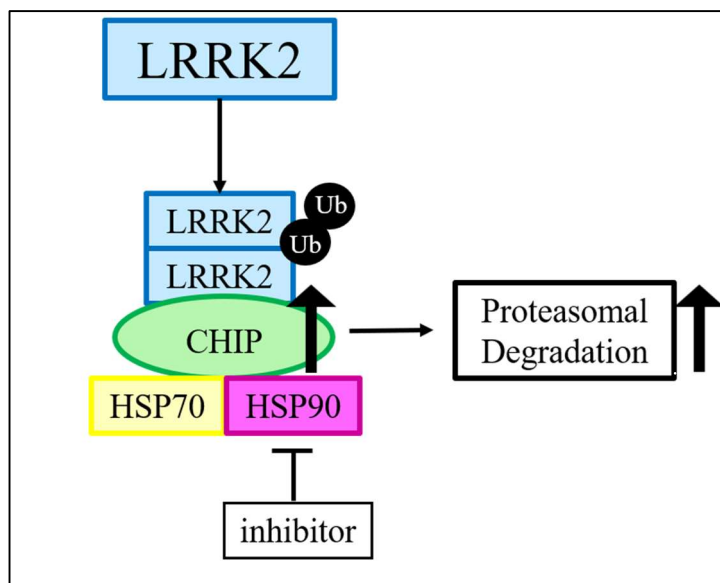 LRRK2
LRRK2
Ub
Ub
LRRK2
CHIP
HSP70
HSP90
Proteasomal
Degradation
inhibitor